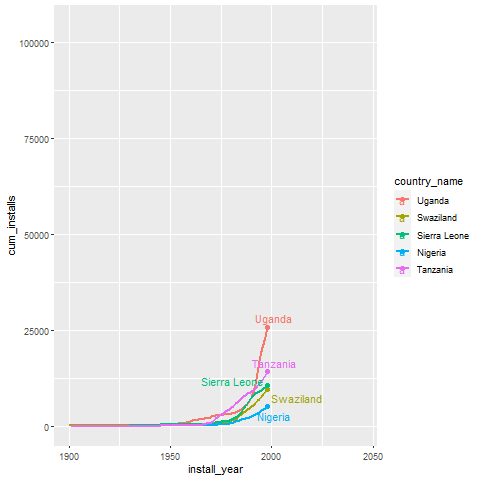 100000
75000
50000
25000
0
cum_installs
1900
1950
2000
2050
install_year
Uganda
Tanzania
Sierra Leone
Swaziland
Nigeria
country_name
a Uganda
a Swaziland
a Sierra Leone
a Nigeria
a Tanzania